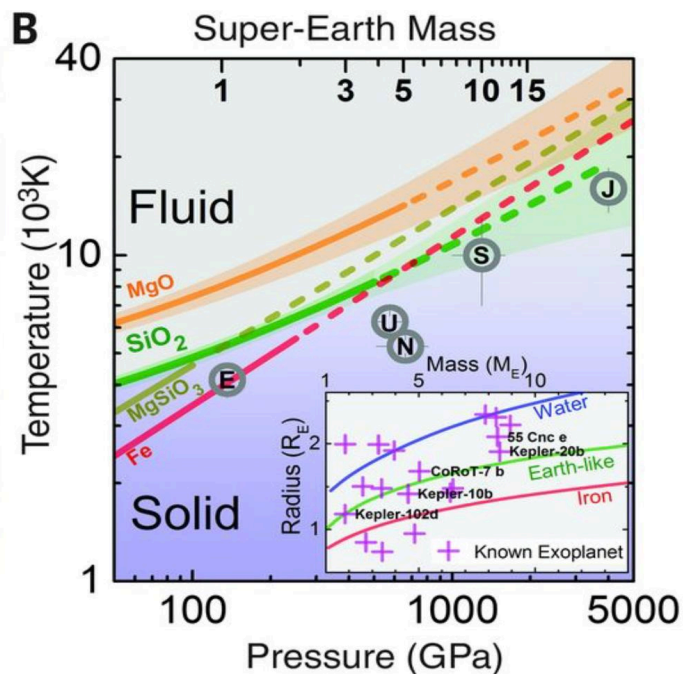 B
Super-Earth Mass
1 3 5 10 15
40
10
1
Temperature (10³K)
Fluid
MgO
SiO₂
MgSiO₃
Fe
Solid
E
U
N
S
J
Mass (M_E)
1 5 10
Radius (R_E)
2
1
Water
55 Cnc e
Kepler-20b
Earth-like
CoRoT-7 b
Kepler-10b
Iron
Kepler-102d
Known Exoplanet
100 1000 5000
Pressure (GPa)